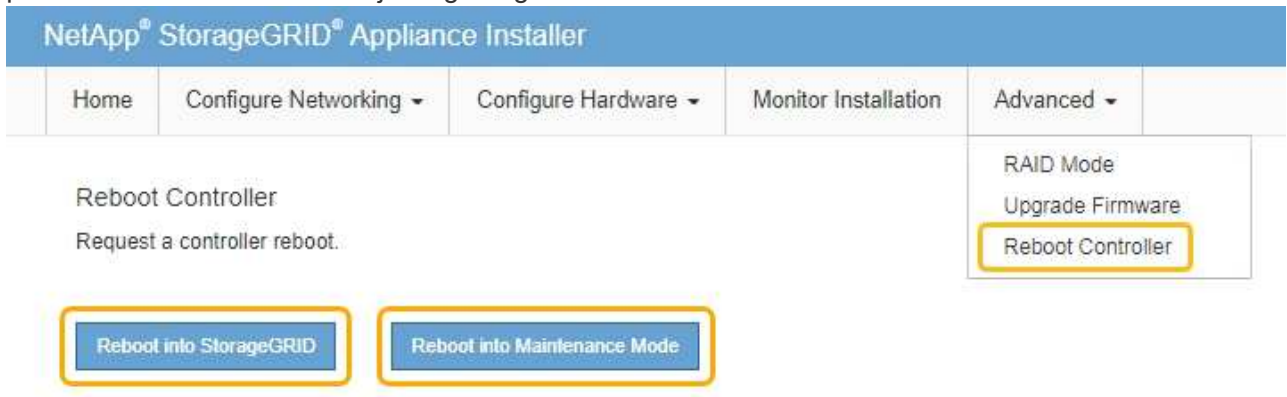 NetApp® StorageGRID® Appliance Installer
Home Configure Networking Configure Hardware Monitor Installation Advanced
RAID Mode
Upgrade Firmware
Reboot Controller
Reboot Controller
Request a controller reboot.
Reboot into StorageGRID Reboot into Maintenance Mode